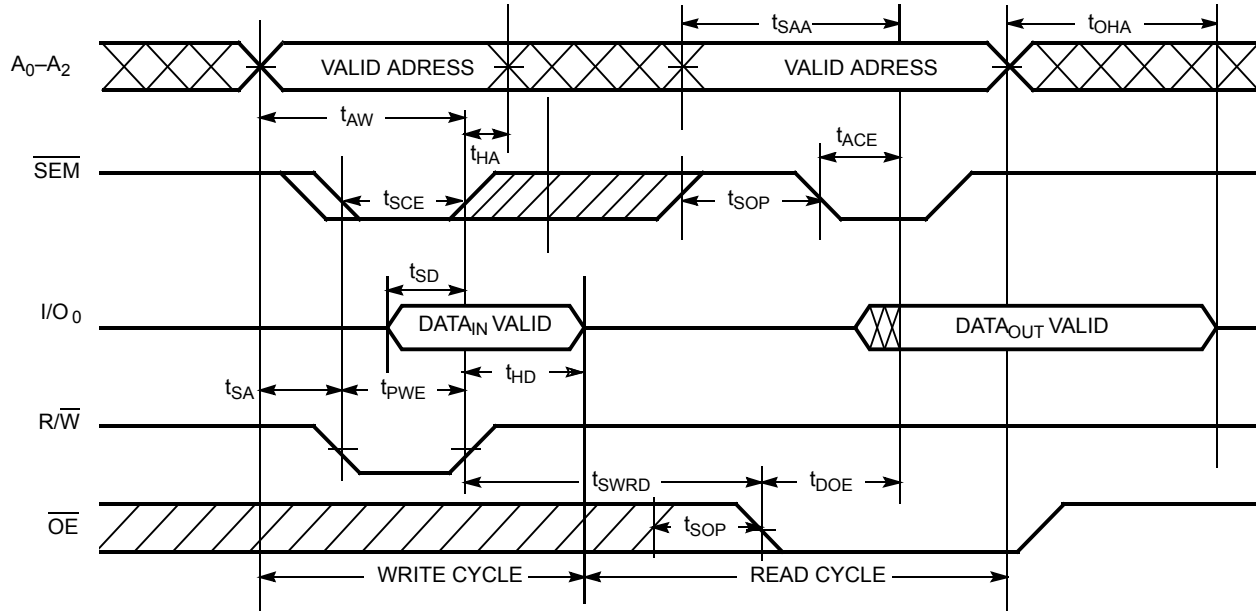 tSAA
tOHA
A0–A2
VALID ADRESS
VALID ADRESS
tAW
tHA
tACE
SEM
tSCE
tSOP
tSD
I/O 0
DATAIN VALID
DATAOUT VALID
tSA
tPWE
tHD
R/W
tSWRD
tDOE
OE
tSOP
WRITE CYCLE
READ CYCLE